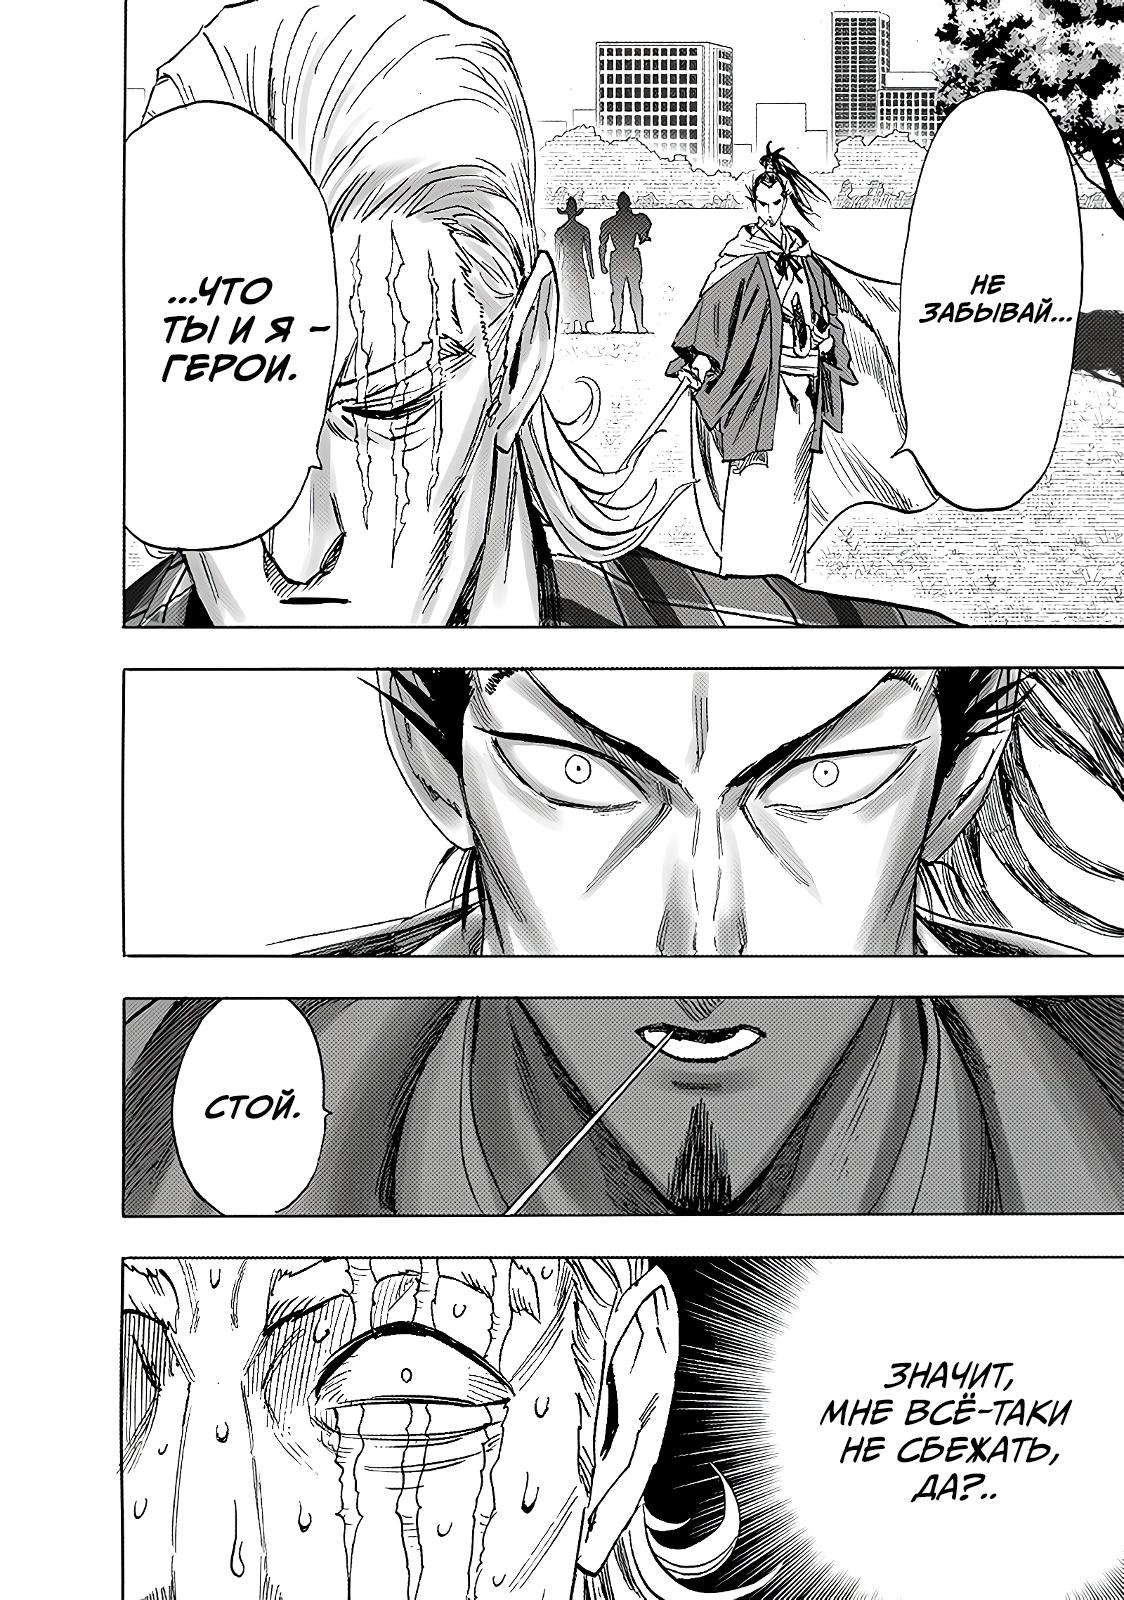 НЕ
ЗАБЫВАЙ...
...ЧТО
ТЫ И Я –
ГЕРОИ.
СТОЙ.
ЗНАЧИТ,
МНЕ ВСЁ-ТАКИ
НЕ СБЕЖАТЬ,
ДА?..